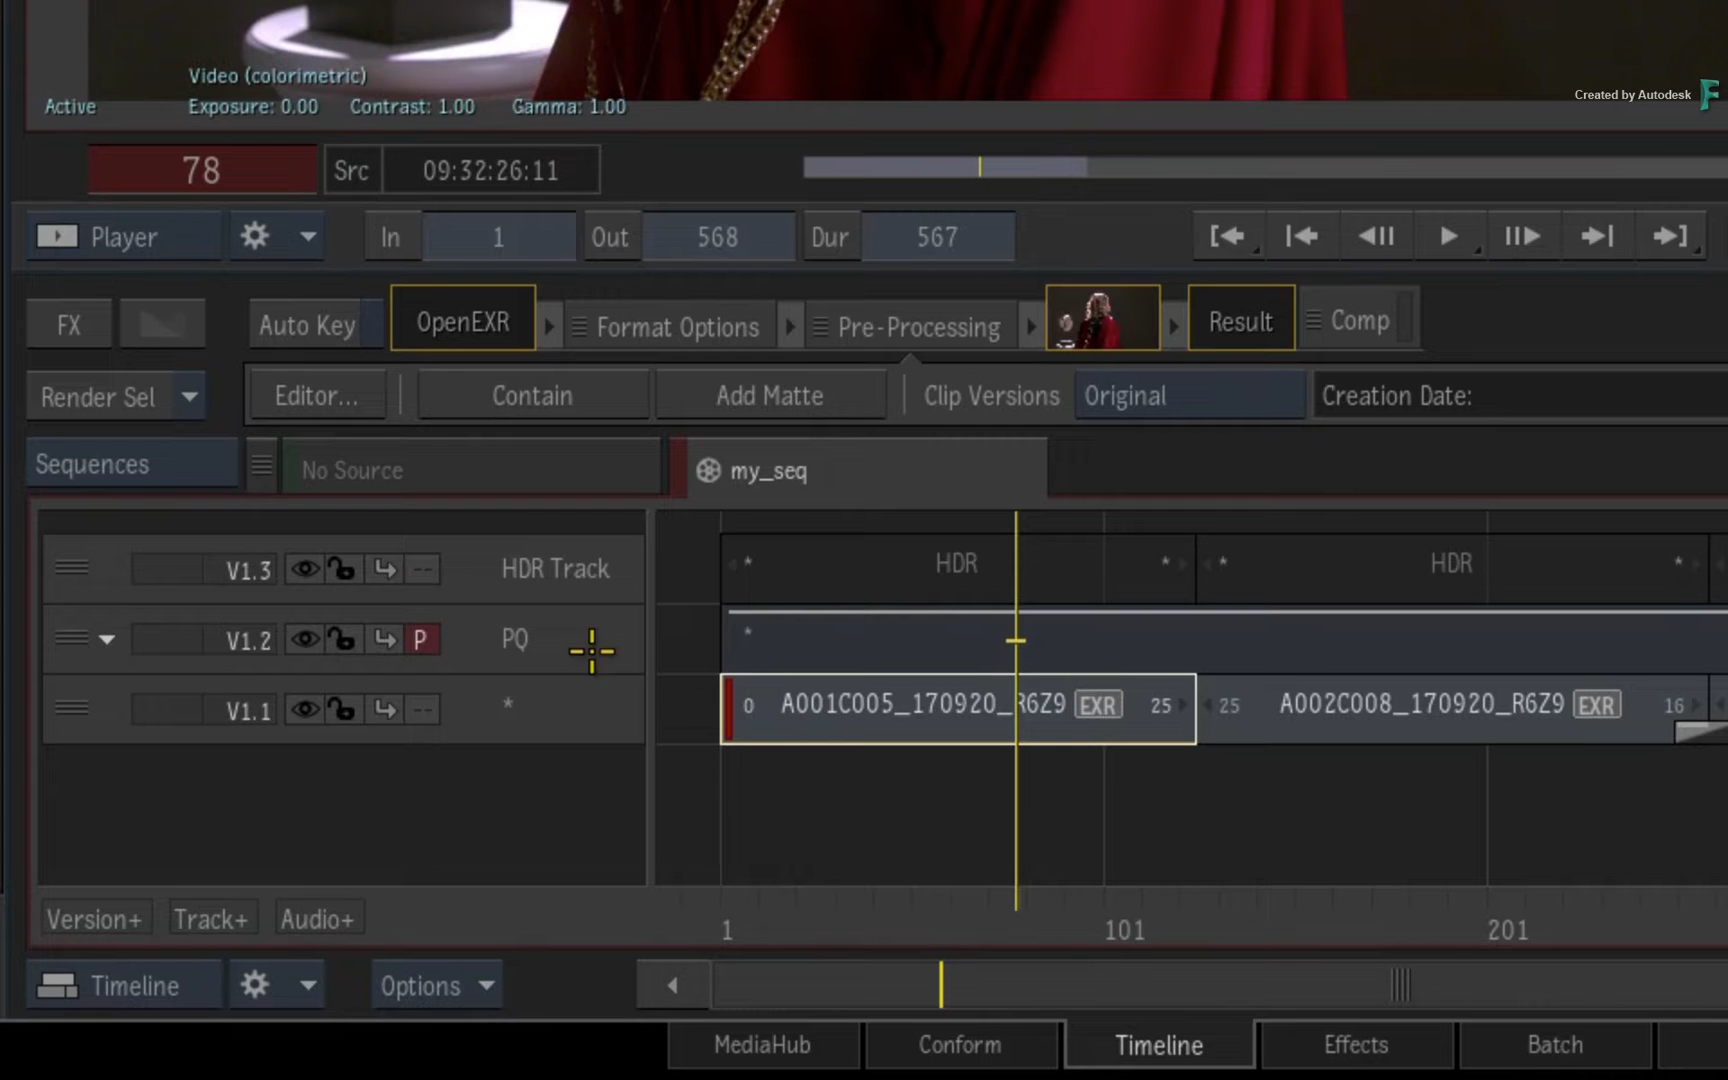 Video (colorimetric)
Active Exposure: 0.00 Contrast: 1.00 Gamma: 1.00
Created by Autodesk
78 Src 09:32:26:11
Player In 1 Out 568 Dur 567
FX Auto Key OpenEXR Format Options Pre-Processing Result Comp
Render Sel Editor... Contain Add Matte Clip Versions Original Creation Date:
Sequences No Source my_seq
V1.3 -- HDR Track * HDR * * HDR *
V1.2 P PQ *
V1.1 -- * 0 A001C005_170920_R6Z9 EXR 25 25 A002C008_170920_R6Z9 EXR 16
Version+ Track+ Audio+ 1 101 201
Timeline Options
MediaHub Conform Timeline Effects Batch